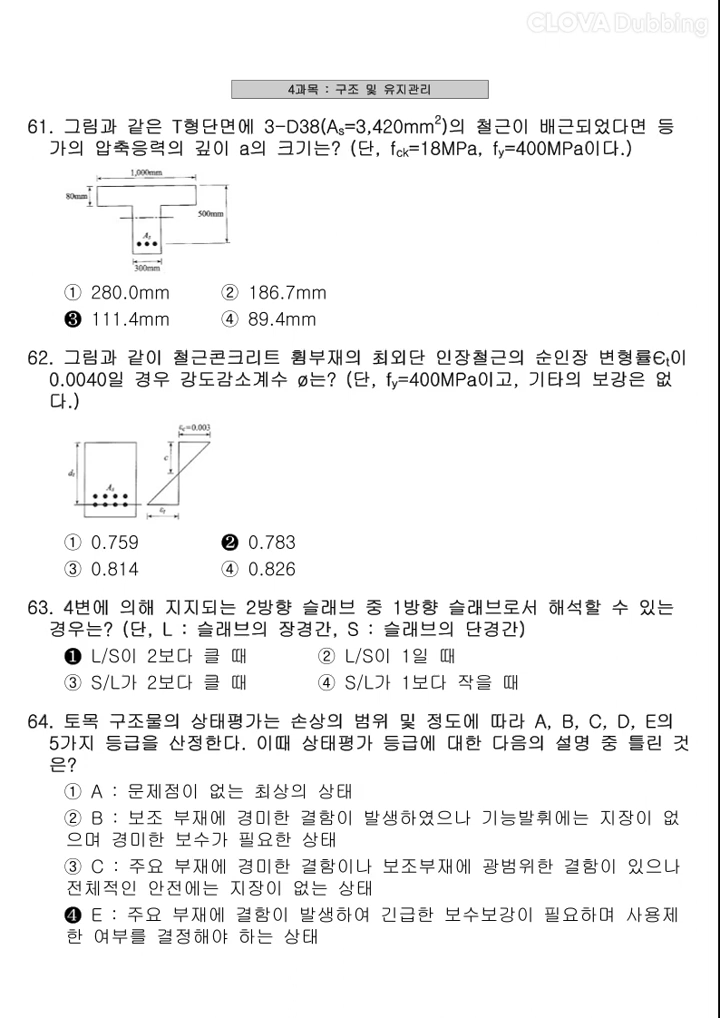 CLOVA Dubbing
4과목 : 구조 및 유지관리
61. 그림과 같은 T형단면에 3-D38(As=3,420mm²)의 철근이 배근되었다면 등
가의 압축응력의 깊이 a의 크기는? (단, fck=18MPa, fy=400MPa이다.)
1,000mm
80mm
500mm
As
300mm
① 280.0mm ② 186.7mm
❸ 111.4mm ④ 89.4mm
62. 그림과 같이 철근콘크리트 휨부재의 최외단 인장철근의 순인장 변형률Єt이
0.0040일 경우 강도감소계수 ø는? (단, fy=400MPa이고, 기타의 보강은 없
다.)
εc=0.003
c
dt
As
εt
① 0.759 ❷ 0.783
③ 0.814 ④ 0.826
63. 4변에 의해 지지되는 2방향 슬래브 중 1방향 슬래브로서 해석할 수 있는
경우는? (단, L : 슬래브의 장경간, S : 슬래브의 단경간)
❶ L/S이 2보다 클 때 ② L/S이 1일 때
③ S/L가 2보다 클 때 ④ S/L가 1보다 작을 때
64. 토목 구조물의 상태평가는 손상의 범위 및 정도에 따라 A, B, C, D, E의
5가지 등급을 산정한다. 이때 상태평가 등급에 대한 다음의 설명 중 틀린 것
은?
① A : 문제점이 없는 최상의 상태
② B : 보조 부재에 경미한 결함이 발생하였으나 기능발휘에는 지장이 없
으며 경미한 보수가 필요한 상태
③ C : 주요 부재에 경미한 결함이나 보조부재에 광범위한 결함이 있으나
전체적인 안전에는 지장이 없는 상태
❹ E : 주요 부재에 결함이 발생하여 긴급한 보수보강이 필요하며 사용제
한 여부를 결정해야 하는 상태